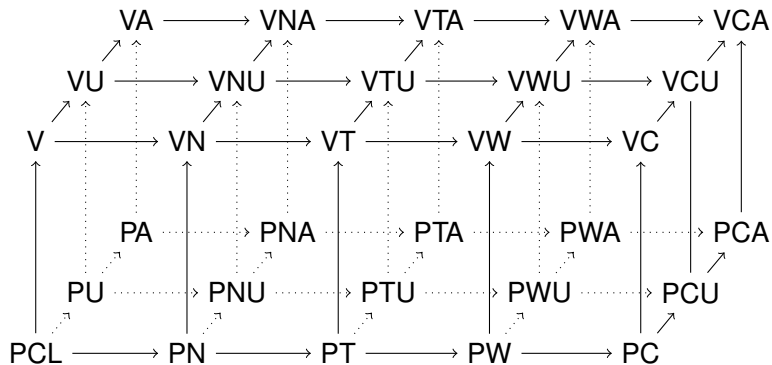 VA VNA VTA VWA VCA
VU VNU VTU VWU VCU
V VN VT VW VC
PA PNA PTA PWA PCA
PU PNU PTU PWU PCU
PCL PN PT PW PC